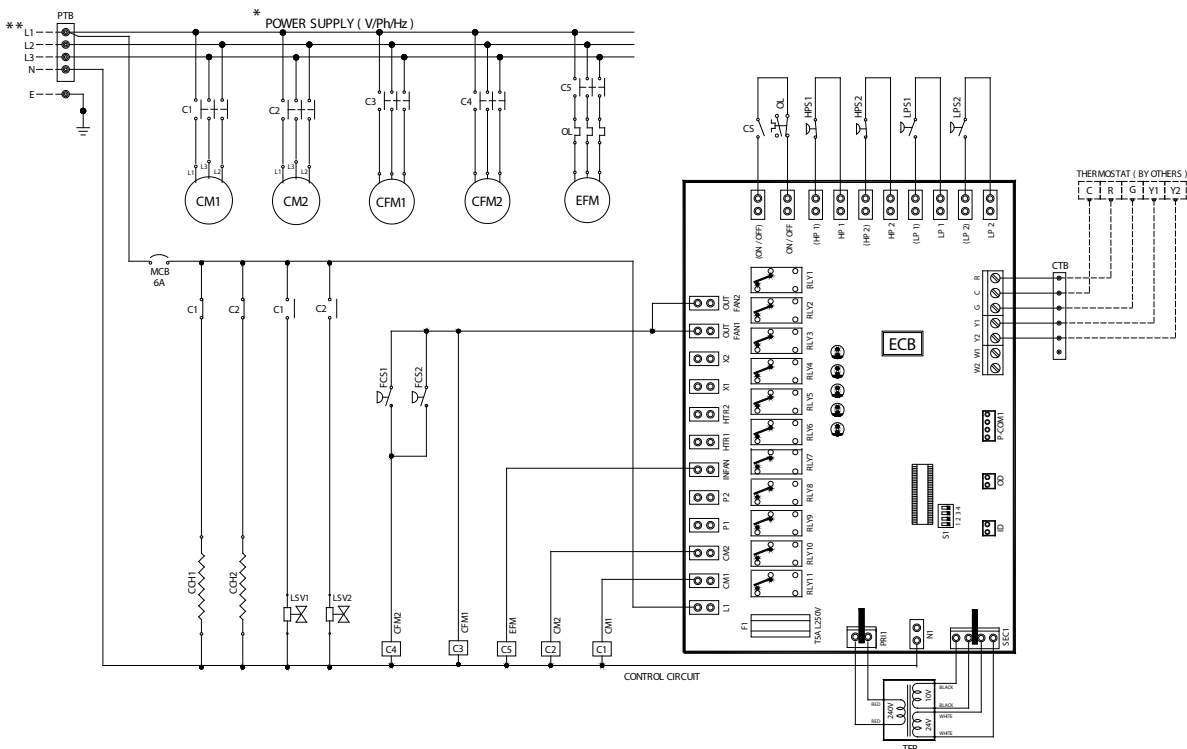 PTB
*
POWER SUPPLY ( V/Ph/Hz )
**
L1
L2
L3
N
E
C1
C2
C3
C4
C5
OL
L1
L3
L2
L1
L3
L2
CM1
CM2
CFM1
CFM2
EFM
CS
OL
HPS1
HPS2
LPS1
LPS2
THERMOSTAT ( BY OTHERS )
C R G Y1 Y2
(ON / OFF)
ON / OFF
(HP 1)
HP 1
(HP 2)
HP 2
(LP 1)
LP 1
(LP 2)
LP 2
MCB
6A
C1
C2
C1
C2
FCS1
FCS2
OUT
FAN2
OUT
FAN1
X2
X1
HTR2
HTR1
INFAN
P2
P1
CM2
CM1
L1
RLY1
RLY2
RLY3
RLY4
RLY5
RLY6
RLY7
RLY8
RLY9
RLY10
RLY11
ECB
R
C
G
Y1
Y2
W1
W2
CTB
P-COM1
OD
ID
S1
1 2 3 4
F1
T5A L250V
PRI1
N1
SEC1
CCH1
CCH2
LSV1
LSV2
CFM2
CFM1
EFM
CM2
CM1
C4
C3
C5
C2
C1
CONTROL CIRCUIT
RED
RED
240V
10V
24V
BLACK
BLACK
WHITE
WHITE
TFR